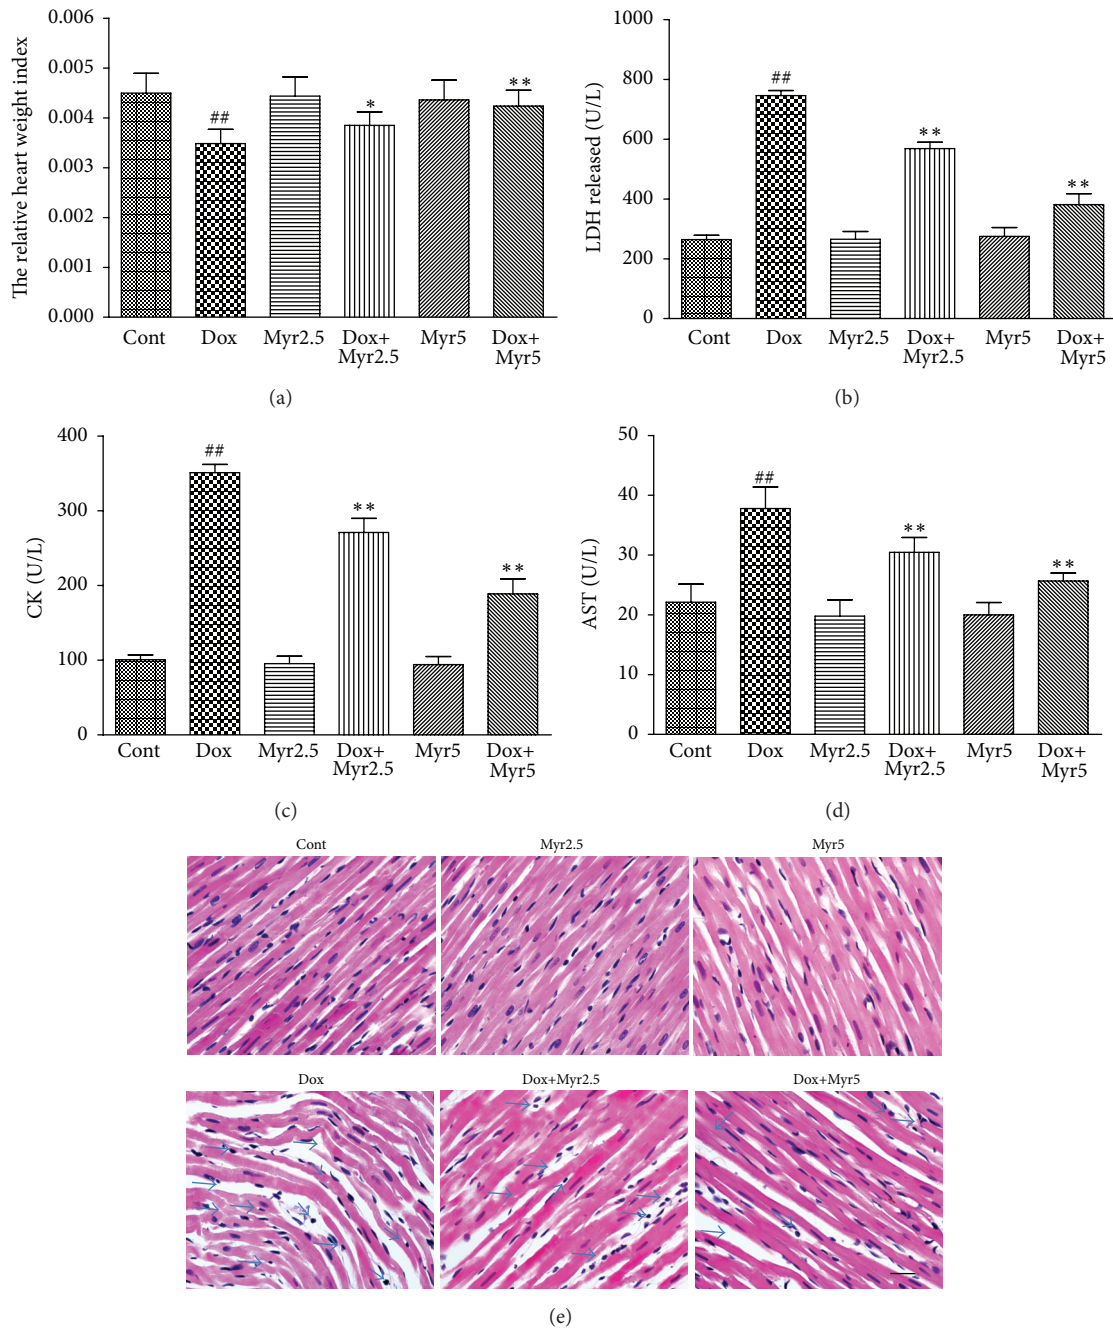 The relative heart weight index
0.006
0.005
0.004
0.003
0.002
0.001
0.000
##
*
**
Cont Dox Myr2.5 Dox+ Myr5 Dox+
Myr2.5 Myr5
(a)
LDH released (U/L)
1000
800
600
400
200
0
##
**
**
Cont Dox Myr2.5 Dox+ Myr5 Dox+
Myr2.5 Myr5
(b)
CK (U/L)
400
300
200
100
0
##
**
**
Cont Dox Myr2.5 Dox+ Myr5 Dox+
Myr2.5 Myr5
(c)
AST (U/L)
50
40
30
20
10
0
##
**
**
Cont Dox Myr2.5 Dox+ Myr5 Dox+
Myr2.5 Myr5
(d)
Cont Myr2.5 Myr5
Dox Dox+Myr2.5 Dox+Myr5
(e)